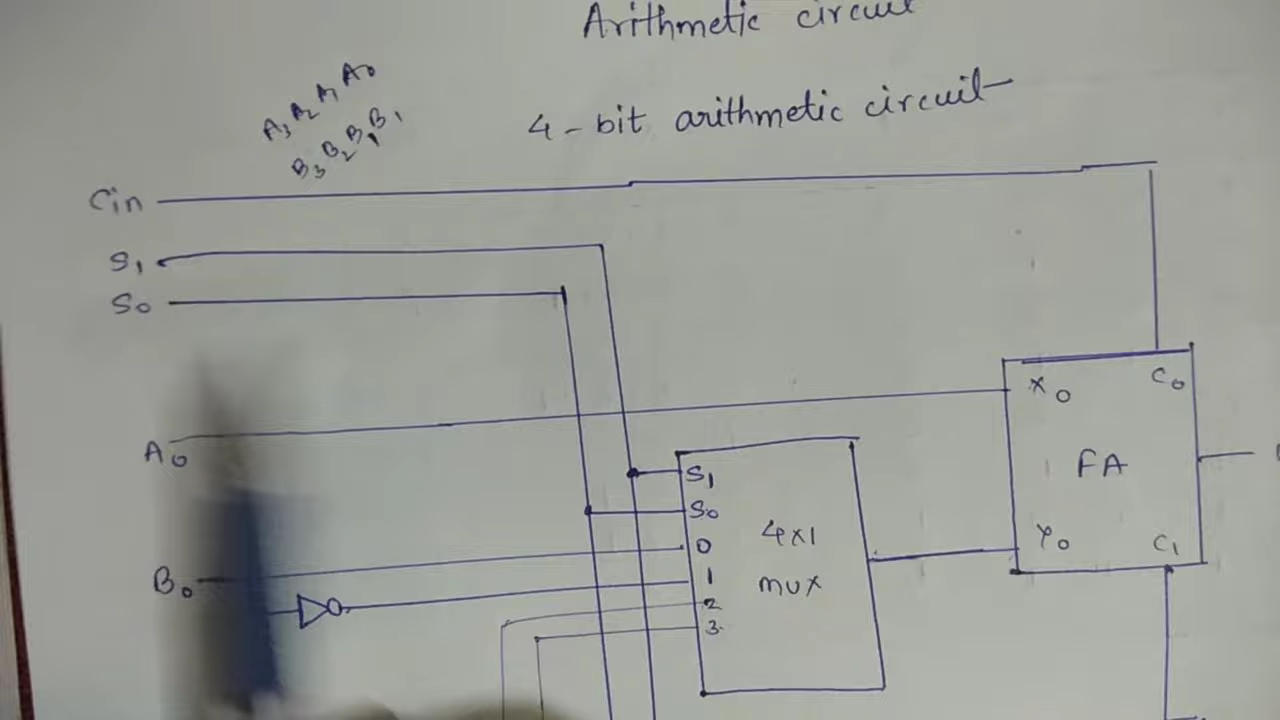 Arithmetic circuit
A3 A2 A1 A0
B3 B2 B1 B1
4-bit arithmetic circuit
Cin
S1
S0
A0
B0
S1
S0
0
1
2
3
4x1
mux
X0
C0
FA
Y0
C1